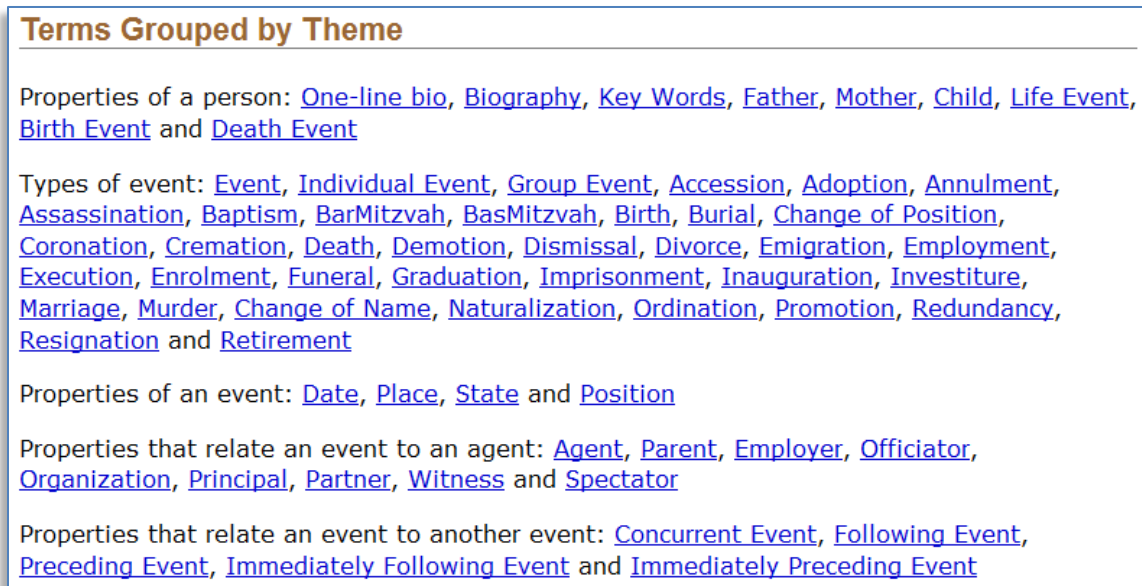 Terms Grouped by Theme
Properties of a person: One-line bio, Biography, Key Words, Father, Mother, Child, Life Event,
Birth Event and Death Event
Types of event: Event, Individual Event, Group Event, Accession, Adoption, Annulment,
Assassination, Baptism, BarMitzvah, BasMitzvah, Birth, Burial, Change of Position,
Coronation, Cremation, Death, Demotion, Dismissal, Divorce, Emigration, Employment,
Execution, Enrolment, Funeral, Graduation, Imprisonment, Inauguration, Investiture,
Marriage, Murder, Change of Name, Naturalization, Ordination, Promotion, Redundancy,
Resignation and Retirement
Properties of an event: Date, Place, State and Position
Properties that relate an event to an agent: Agent, Parent, Employer, Officiator,
Organization, Principal, Partner, Witness and Spectator
Properties that relate an event to another event: Concurrent Event, Following Event,
Preceding Event, Immediately Following Event and Immediately Preceding Event